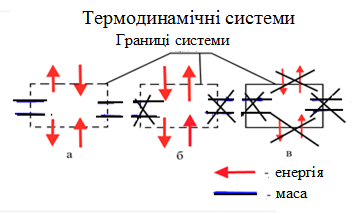 Термодинамічні системи
Границі системи
а
б
в
- енергія
- маса